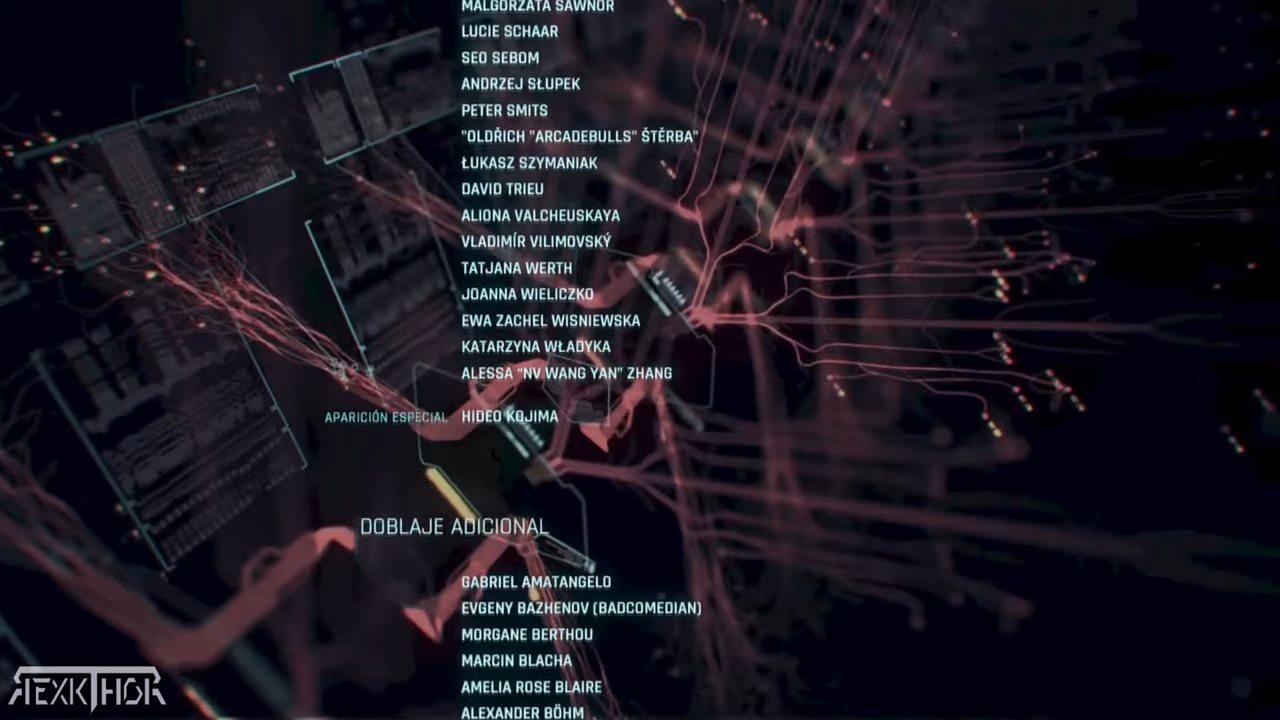 MAŁGORZATA SAWNOR
LUCIE SCHAAR
SEO SEBOM
ANDRZEJ SŁUPEK
PETER SMITS
"OLDŘICH "ARCADEBULLS" ŠTĚRBA"
ŁUKASZ SZYMANIAK
DAVID TRIEU
ALIONA VALCHEUSKAYA
VLADIMÍR VILIMOVSKÝ
TATJANA WERTH
JOANNA WIELICZKO
EWA ZACHEL WISNIEWSKA
KATARZYNA WŁADYKA
ALESSA “NV WANG YAN” ZHANG
APARICIÓN ESPECIAL HIDEO KOJIMA
DOBLAJE ADICIONAL
GABRIEL AMATANGELO
EVGENY BAZHENOV (BADCOMEDIAN)
MORGANE BERTHOU
MARCIN BLACHA
AMELIA ROSE BLAIRE
ALEXANDER BÖHM